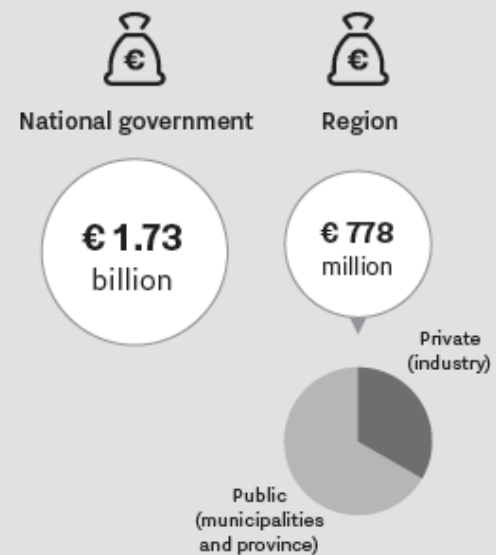 €
€
National government
Region
€ 1.73
billion
€ 778
million
Private
(industry)
Public
(municipalities
and province)